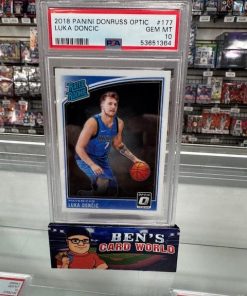 2018 PANINI DONRUSS OPTIC #177
LUKA DONCIC GEM MT
10
PSA 53651364
RATED ROOKIE
OPTIC
LUKA DONCIC
BEN'S
CARD WORLD